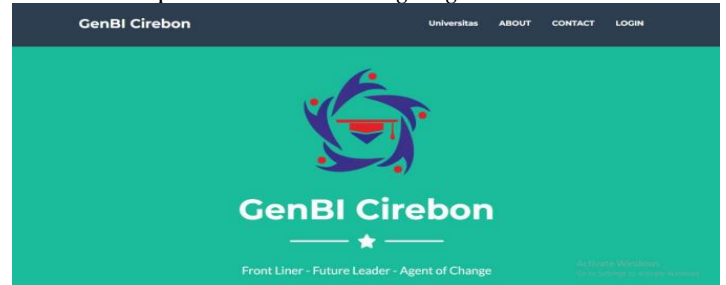 GenBI Cirebon Universitas ABOUT CONTACT LOGIN
GenBI Cirebon
Front Liner - Future Leader - Agent of Change
Activate Windows